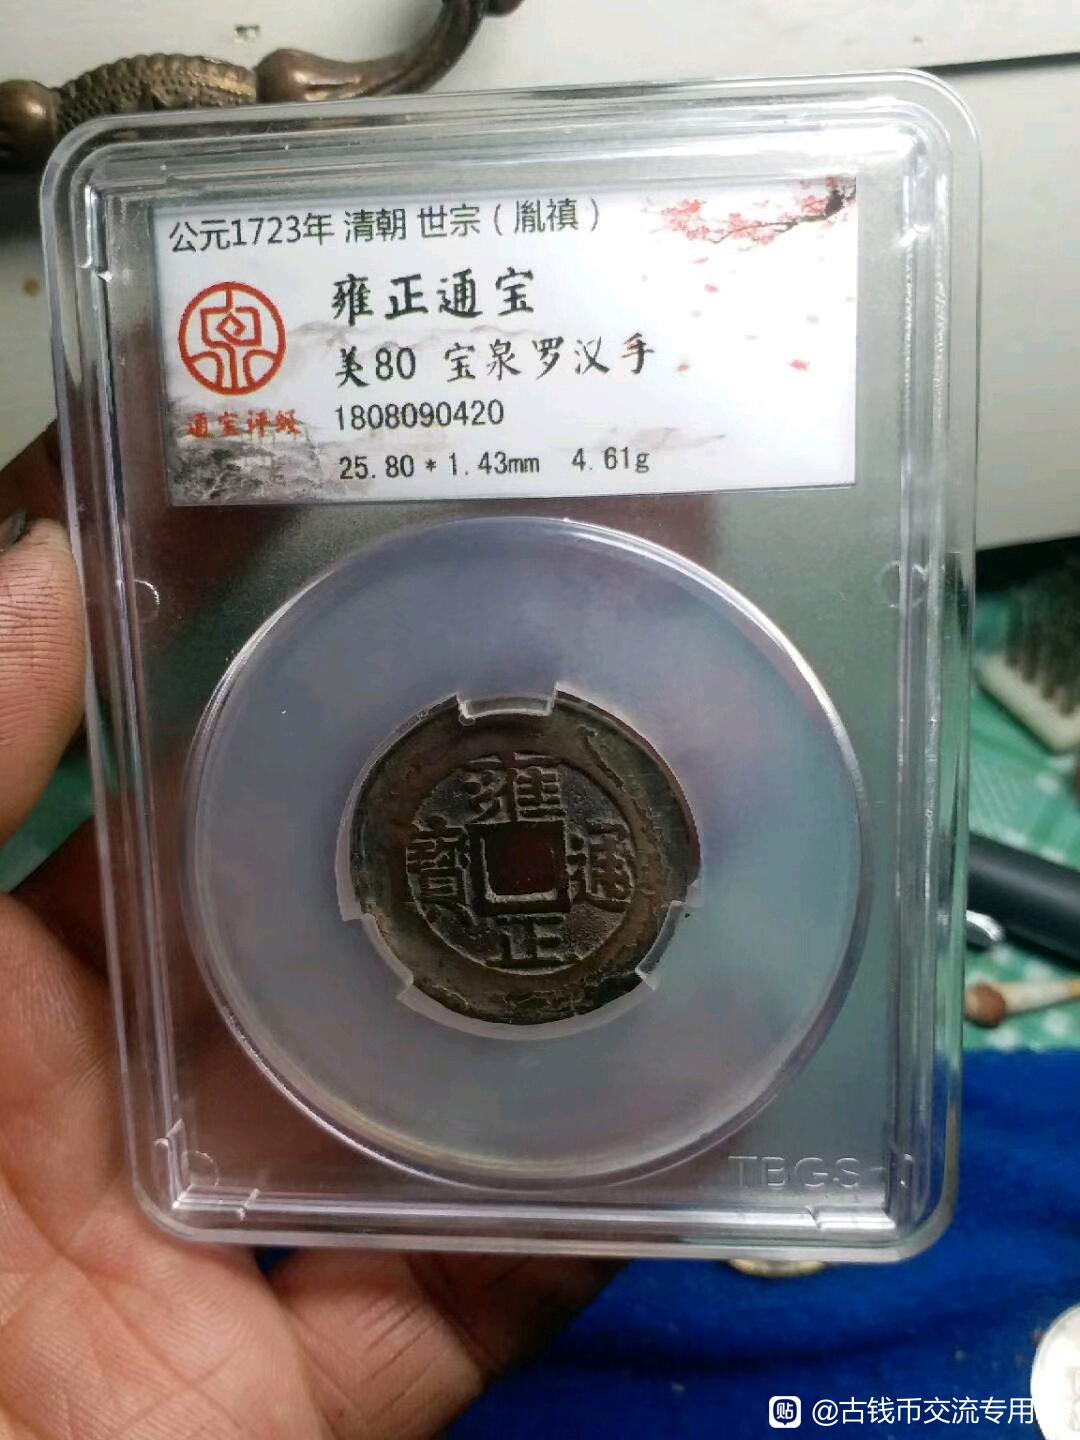 公元1723年 清朝 世宗（胤禛）
雍正通宝
美80 宝泉罗汉手
通宝评级
1808090420
25.80*1.43mm 4.61g
雍
寶 通
正
TBGS
贴 @古钱币交流专用